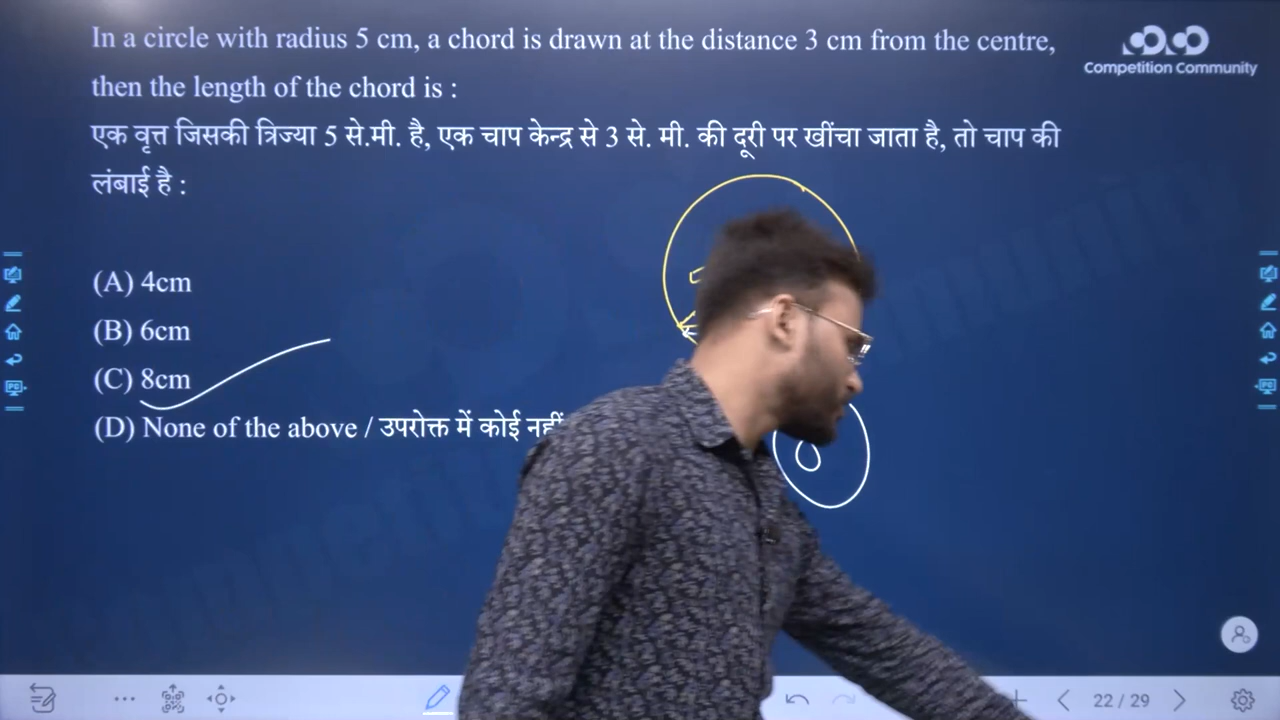 In a circle with radius 5 cm, a chord is drawn at the distance 3 cm from the centre,
then the length of the chord is :
एक वृत्त जिसकी त्रिज्या 5 से.मी. है, एक चाप केन्द्र से 3 से. मी. की दूरी पर खींचा जाता है, तो चाप की
लंबाई है :
(A) 4cm
(B) 6cm
(C) 8cm
(D) None of the above / उपरोक्त में कोई नहीं
Competition Community
22 / 29